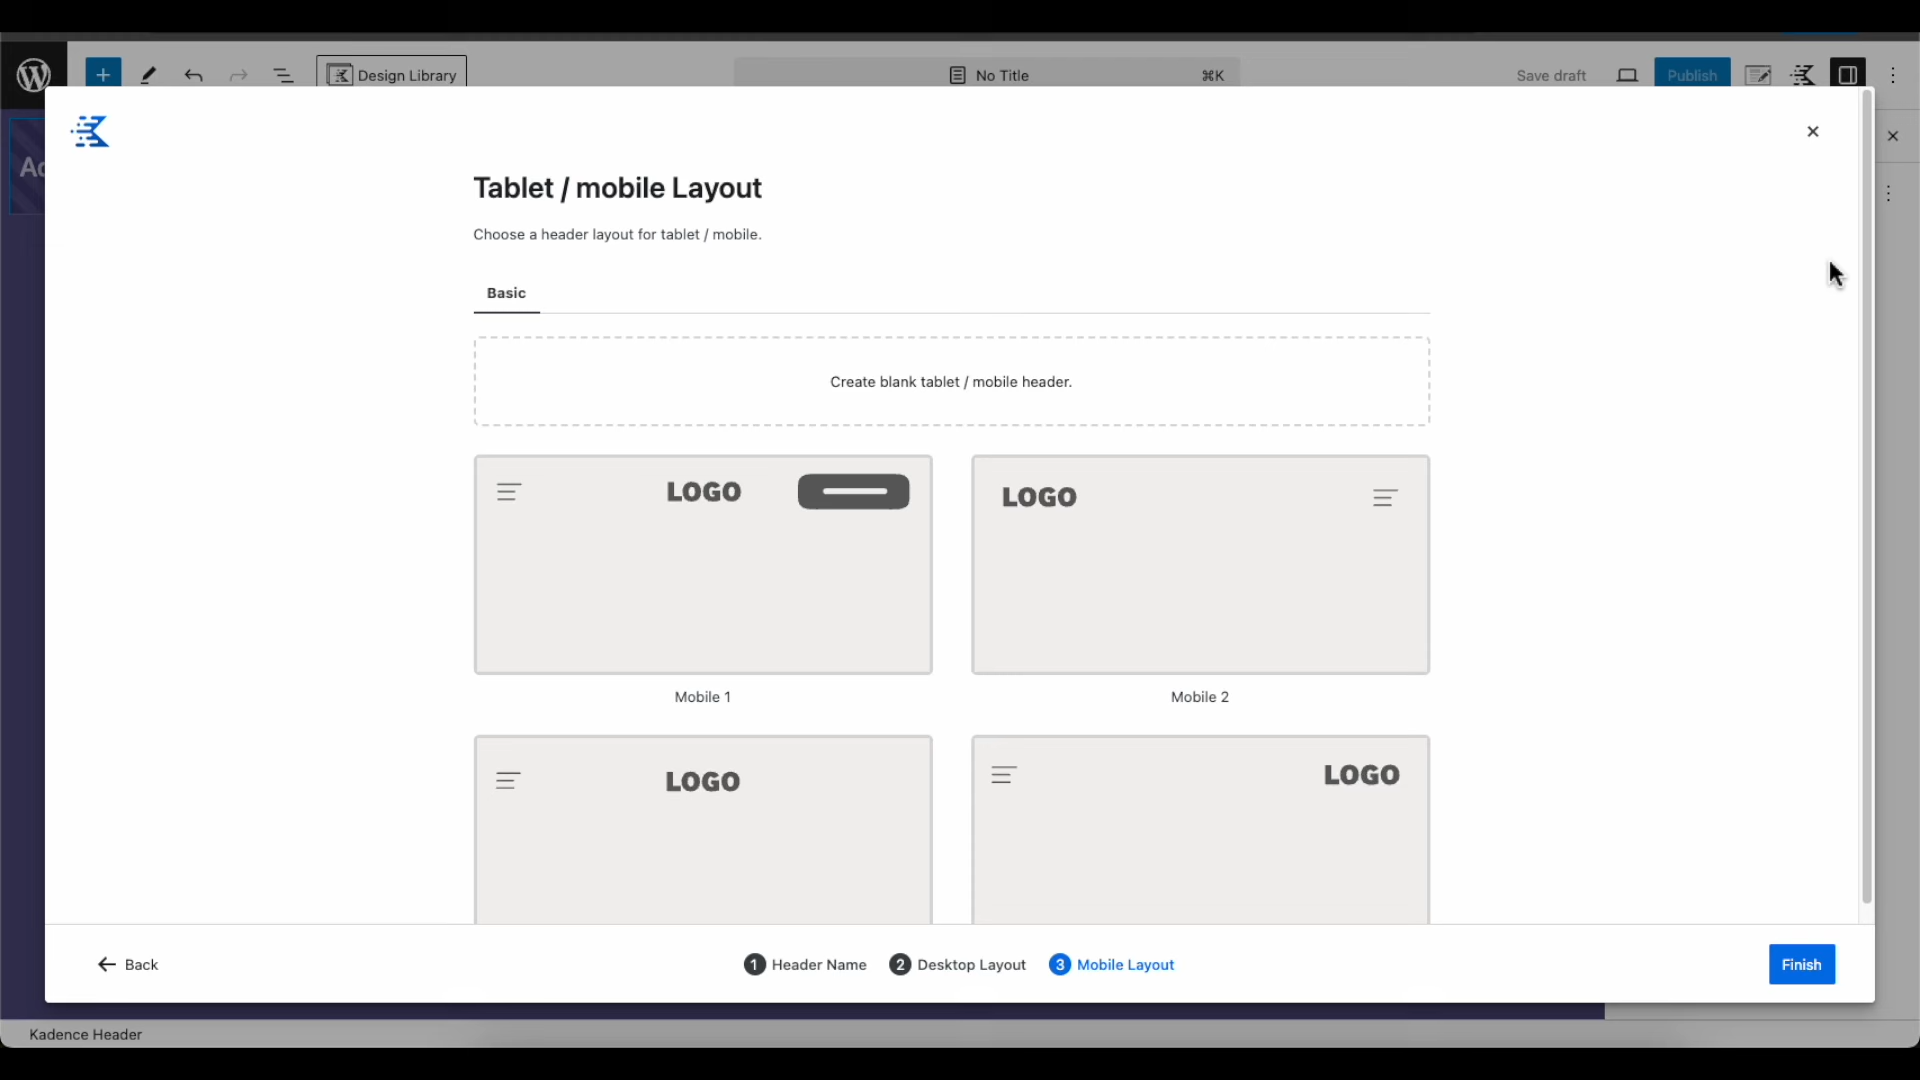 Design Library
No Title
⌘K
Save draft
Publish
Ac
Tablet / mobile Layout
Choose a header layout for tablet / mobile.
Basic
Create blank tablet / mobile header.
LOGO
LOGO
Mobile 1
Mobile 2
LOGO
LOGO
Back
1 Header Name
2 Desktop Layout
3 Mobile Layout
Finish
Kadence Header